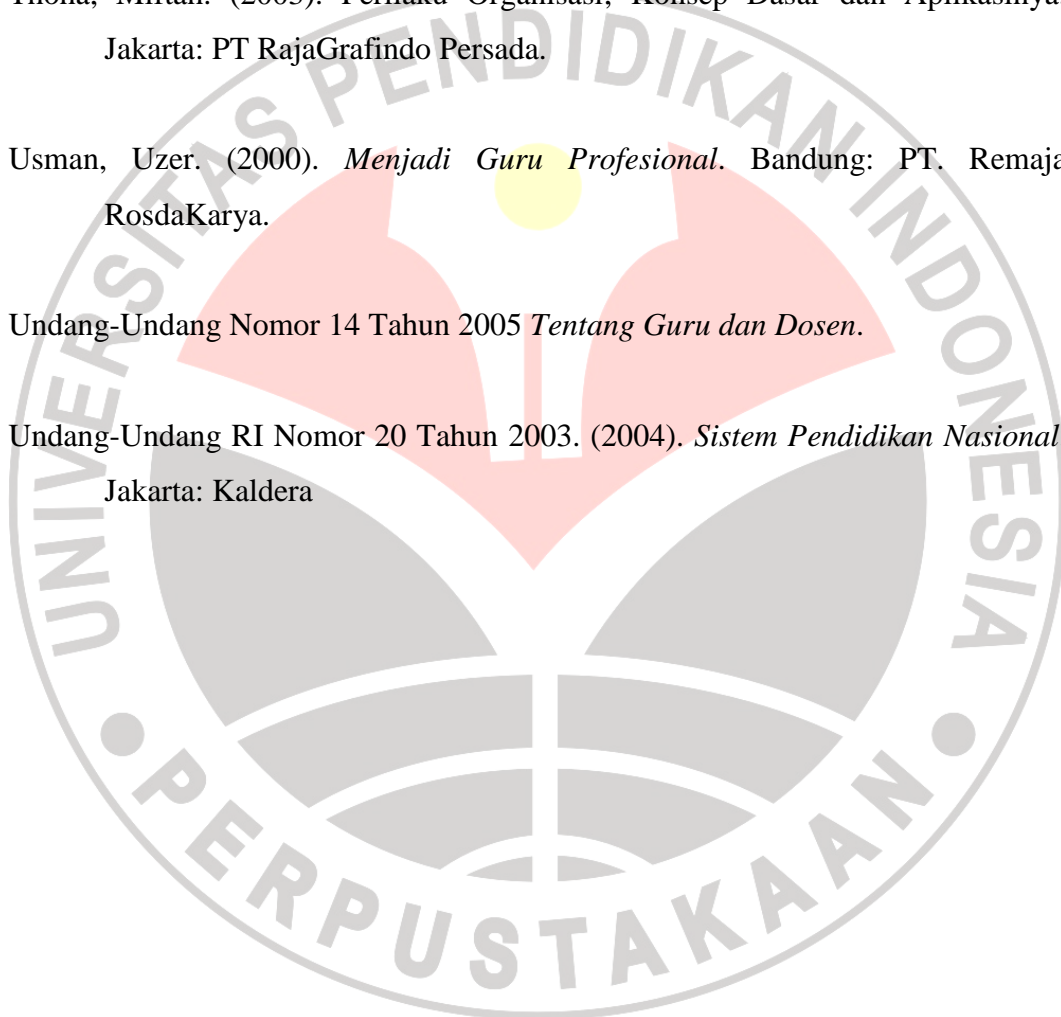 Thoha, Miftah. (2003). Perilaku Organisasi, Konsep Dasar dan Aplikasinya.
Jakarta: PT RajaGrafindo Persada.
Usman, Uzer. (2000). Menjadi Guru Profesional. Bandung: PT. Remaja
RosdaKarya.
Undang-Undang Nomor 14 Tahun 2005 Tentang Guru dan Dosen.
Undang-Undang RI Nomor 20 Tahun 2003. (2004). Sistem Pendidikan Nasional
Jakarta: Kaldera
UNIVERSITAS PENDIDIKAN INDONESIA
PERPUSTAKAAN